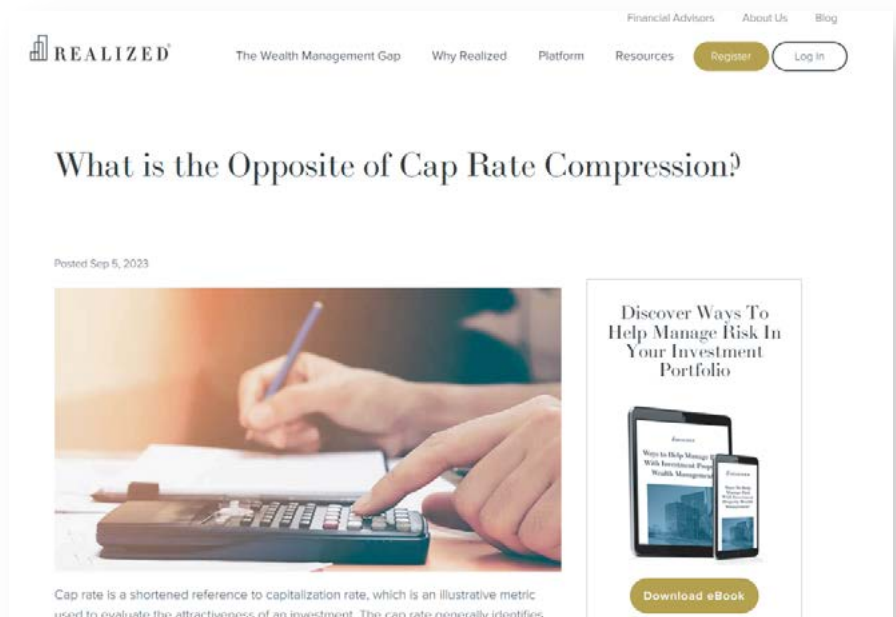 Financial Advisors About Us Blog
REALIZED
The Wealth Management Gap Why Realized Platform Resources Register Log In
What is the Opposite of Cap Rate Compression?
Posted Sep 5, 2023
Discover Ways To
Help Manage Risk In
Your Investment
Portfolio
Download eBook
Cap rate is a shortened reference to capitalization rate, which is an illustrative metric
used to evaluate the attractiveness of an investment. The cap rate generally identifies